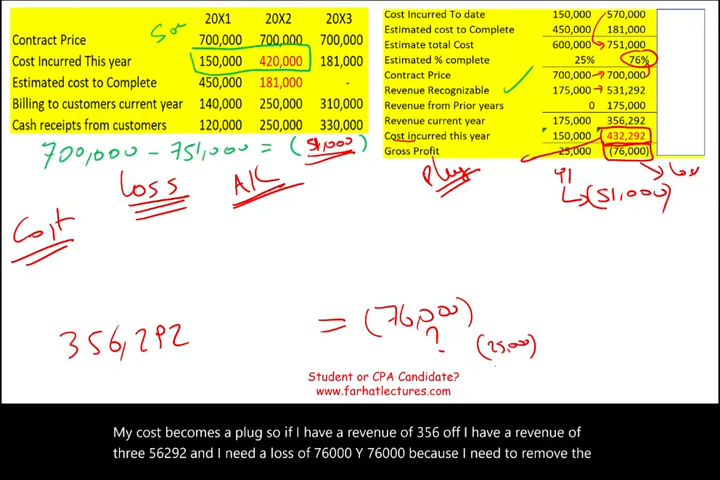 20X1 20X2 20X3
Contract Price 700,000 700,000 700,000
Cost Incurred This year 150,000 420,000 181,000
Estimated cost to Complete 450,000 181,000 -
Billing to customers current year 140,000 250,000 310,000
Cash receipts from customers 120,000 250,000 330,000
Cost Incurred To date 150,000 570,000
Estimated cost to Complete 450,000 181,000
Estimate total Cost 600,000 751,000
Estimated % complete 25% 76%
Contract Price 700,000 700,000
Revenue Recognizable 175,000 531,292
Revenue from Prior years 0 175,000
Revenue current year 175,000 356,292
Cost incurred this year 150,000 432,292
Gross Profit 25,000 (76,000)
700,000 - 751,000 = (51,000)
Loss
Plug
Y1
Loss
(51,000)
Cost
356,292 = (76,000)
?
(25,000)
Student or CPA Candidate?
www.farhatlectures.com
My cost becomes a plug so if I have a revenue of 356 off I have a revenue of
three 56292 and I need a loss of 76000 Y 76000 because I need to remove the